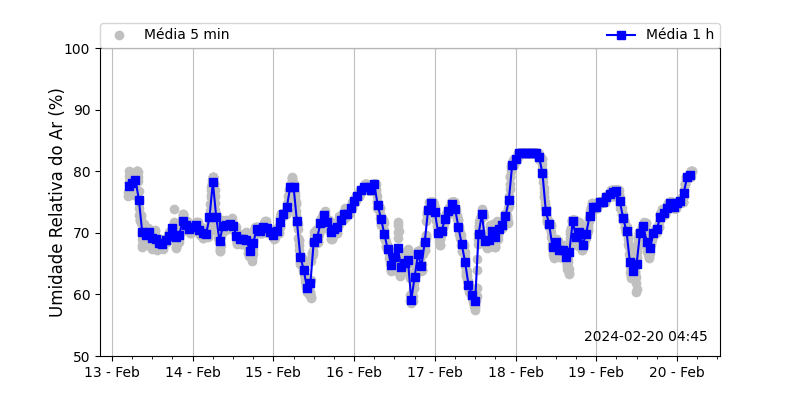 Média 5 min
Média 1 h
Umidade Relativa do Ar (%)
100
90
80
70
60
50
2024-02-20 04:45
13 - Feb
14 - Feb
15 - Feb
16 - Feb
17 - Feb
18 - Feb
19 - Feb
20 - Feb